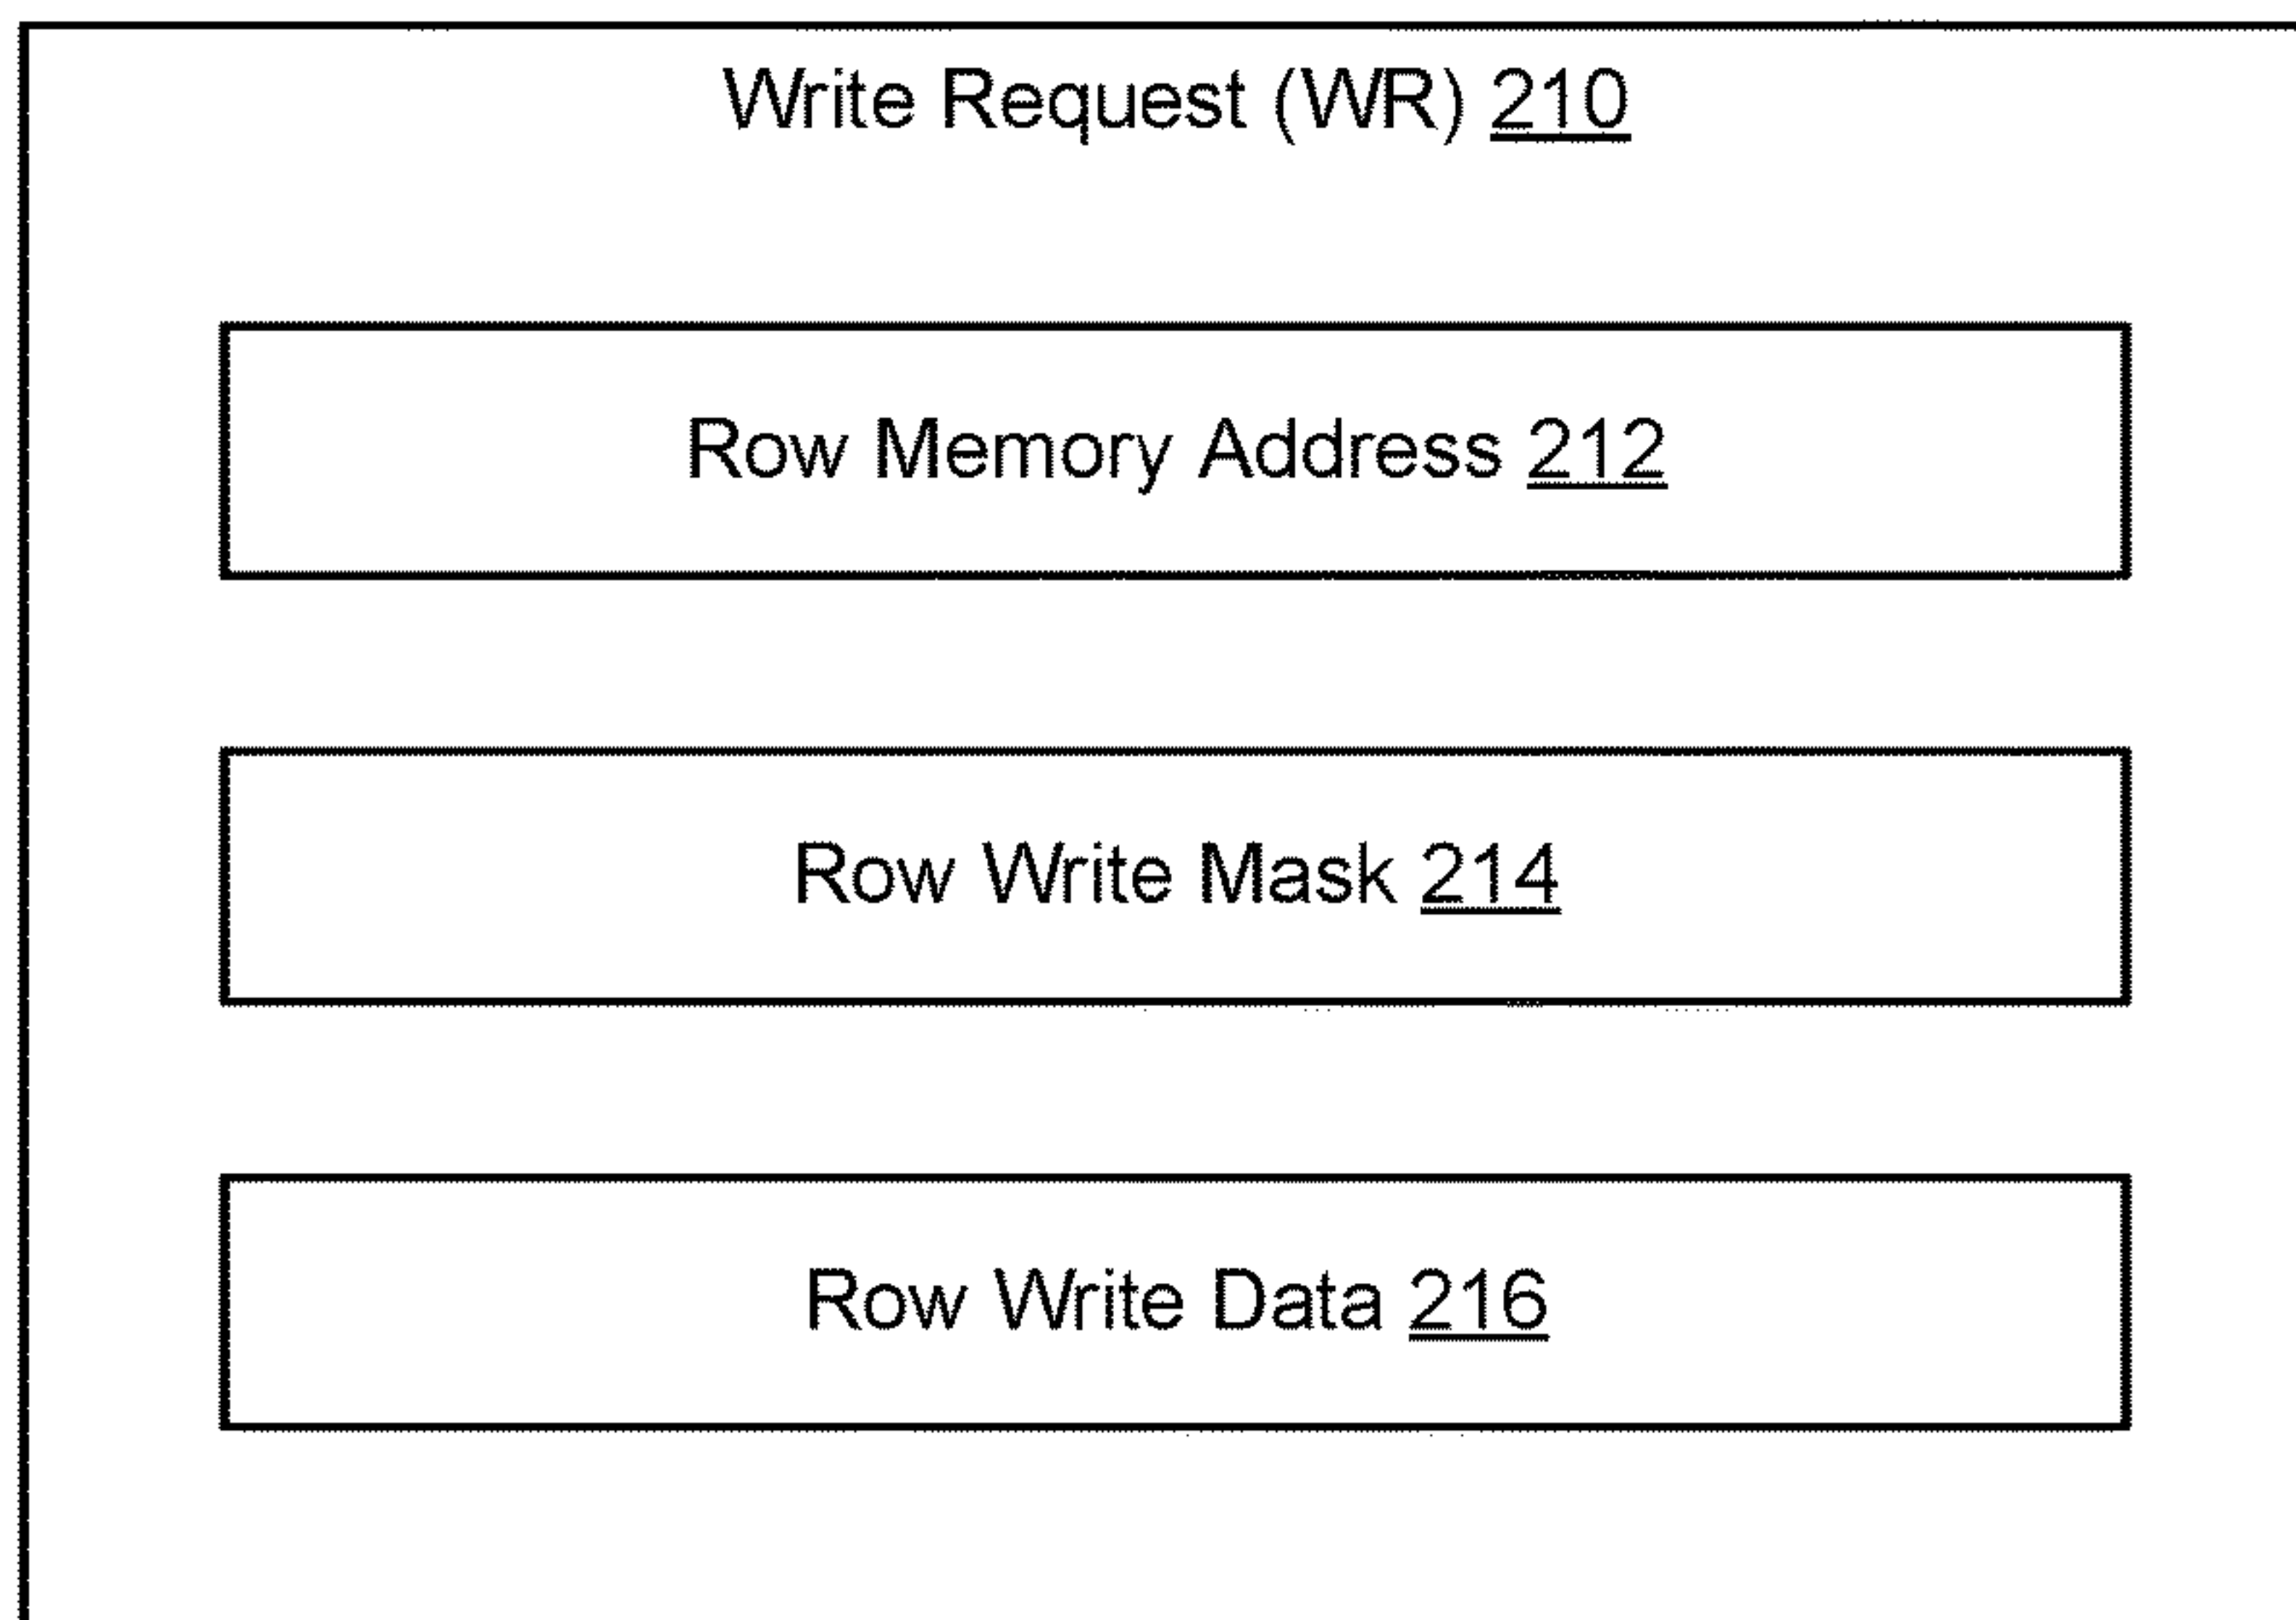 Write Request (WR) 210
Row Memory Address 212
Row Write Mask 214
Row Write Data 216